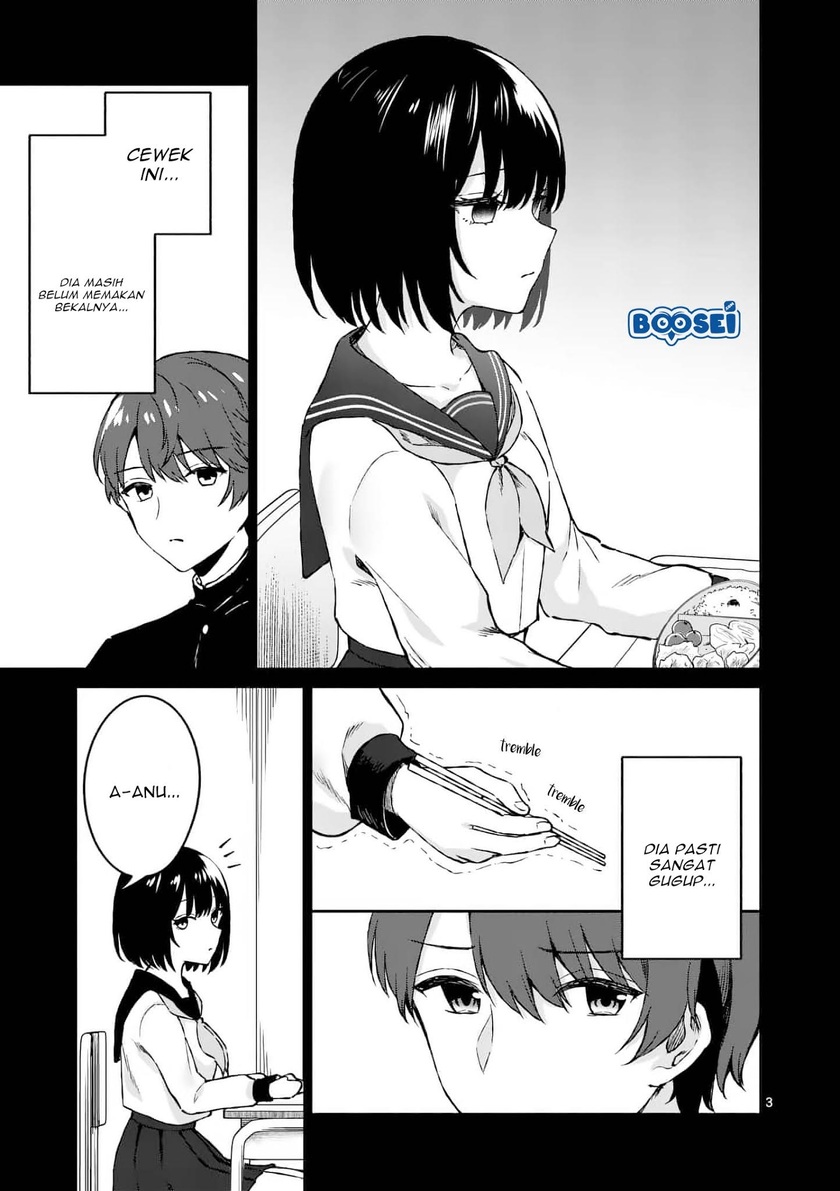 CEWEK
INI...
DIA MASIH
BELUM MEMAKAN
BEKALNYA...
BOOSEI
tremble
tremble
DIA PASTI
SANGAT
GUGUP...
A-ANU...
3